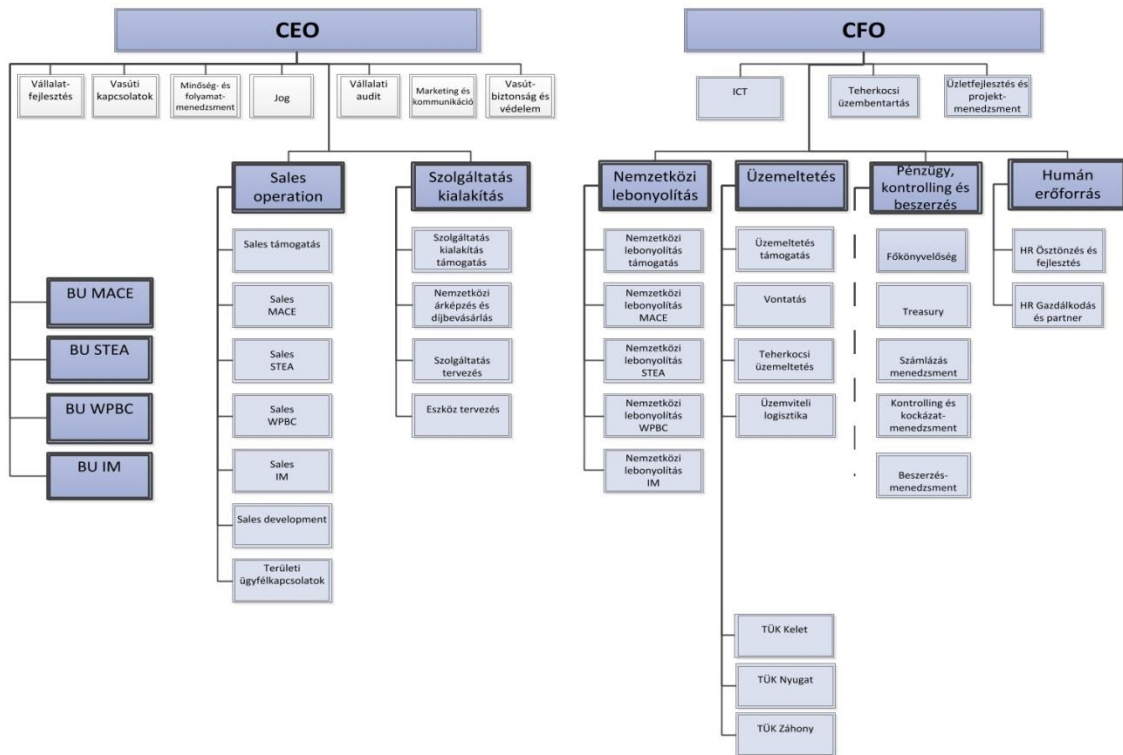 CEO
Vállalat-
fejlesztés
Vasúti
kapcsolatok
Minőség- és
folyamat-
menedzsment
Jog
Vállalati
audit
Marketing és
kommunikáció
Vasút-
biztonság és
védelem
Sales
operation
Szolgáltatás
kialakítás
Sales támogatás
Sales
MACE
Sales
STEA
Sales
WPBC
Sales
IM
Sales development
Területi
ügyfélkapcsolatok
Szolgáltatás
kialakítás
támogatás
Nemzetközi
árképzés és
díjbevásárlás
Szolgáltatás
tervezés
Eszköz tervezés
BU MACE
BU STEA
BU WPBC
BU IM
CFO
ICT
Teherkocsi
üzembentartás
Üzletfejlesztés és
projekt-
menedzsment
Nemzetközi
lebonyolítás
Üzemeltetés
Pénzügy,
kontrolling és
beszerzés
Humán
erőforrás
Nemzetközi
lebonyolítás
támogatás
Nemzetközi
lebonyolítás
MACE
Nemzetközi
lebonyolítás
STEA
Nemzetközi
lebonyolítás
WPBC
Nemzetközi
lebonyolítás
IM
Üzemeltetés
támogatás
Vontatás
Teherkocsi
üzemeltetés
Üzemviteli
logisztika
TÜK Kelet
TÜK Nyugat
TÜK Záhony
Főkönyvelőség
Treasury
Számlázás
menedzsment
Kontrolling és
kockázat-
menedzsment
Beszerzés-
menedzsment
HR Ösztönzés és
fejlesztés
HR Gazdálkodás
és partner